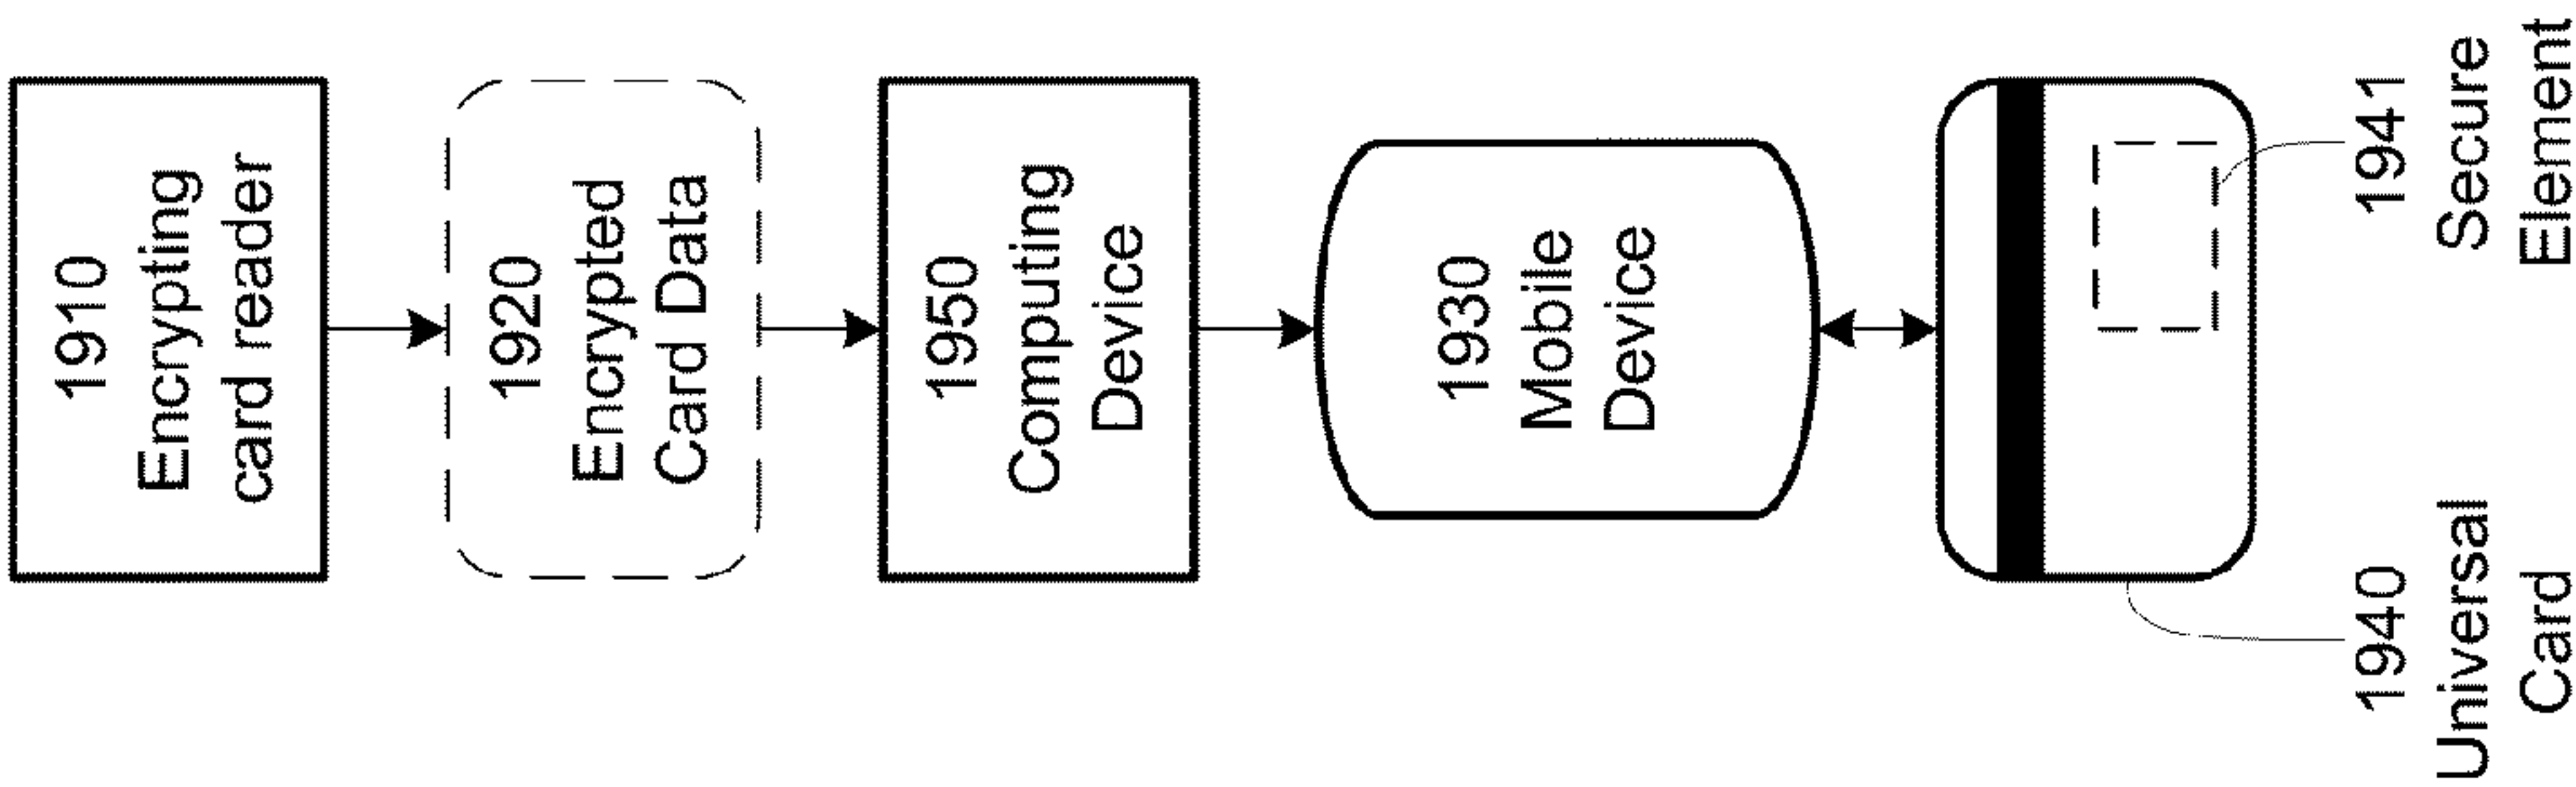 1910
Encrypting
card reader
1920
Encrypted
Card Data
1950
Computing
Device
1930
Mobile
Device
1940
Universal
Card
1941
Secure
Element